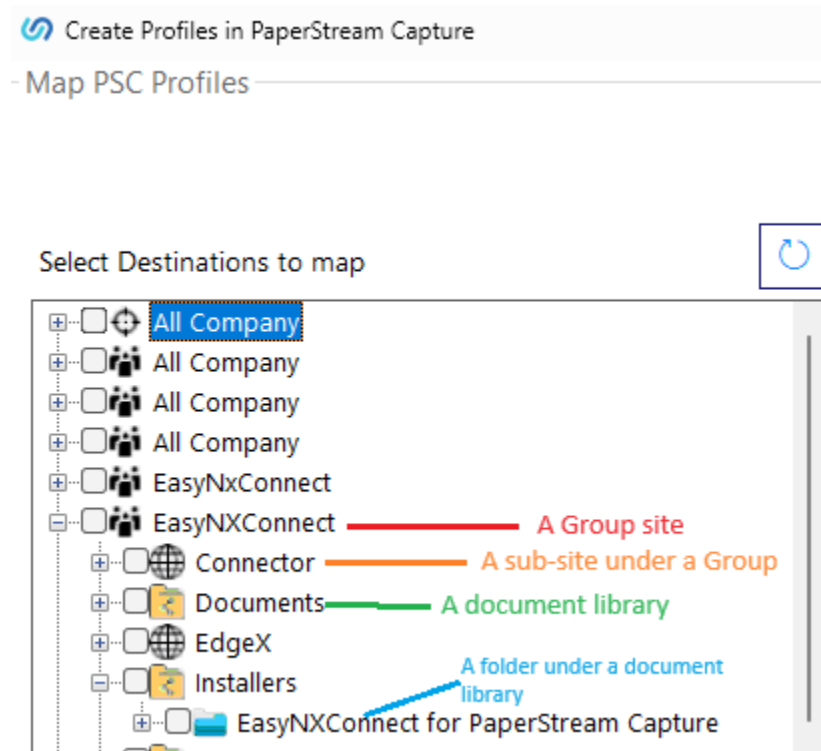 Create Profiles in PaperStream Capture
Map PSC Profiles
Select Destinations to map
All Company
All Company
All Company
All Company
EasyNxConnect
EasyNXConnect A Group site
Connector A sub-site under a Group
Documents A document library
EdgeX
A folder under a document
library
Installers
EasyNXConnect for PaperStream Capture